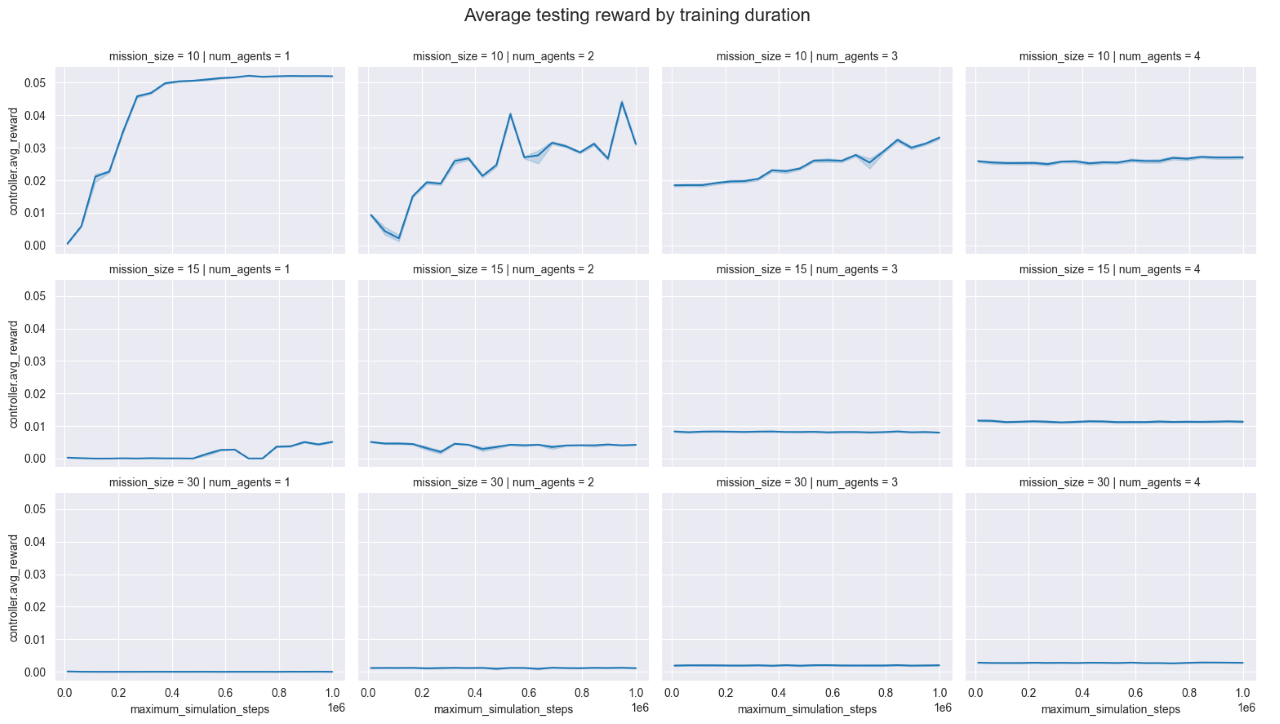 Average testing reward by training duration
mission_size = 10 | num_agents = 1
mission_size = 10 | num_agents = 2
mission_size = 10 | num_agents = 3
mission_size = 10 | num_agents = 4
0.05
0.04
0.03
0.02
0.01
0.00
controller.avg_reward
mission_size = 15 | num_agents = 1
mission_size = 15 | num_agents = 2
mission_size = 15 | num_agents = 3
mission_size = 15 | num_agents = 4
0.05
0.04
0.03
0.02
0.01
0.00
controller.avg_reward
mission_size = 30 | num_agents = 1
mission_size = 30 | num_agents = 2
mission_size = 30 | num_agents = 3
mission_size = 30 | num_agents = 4
0.05
0.04
0.03
0.02
0.01
0.00
controller.avg_reward
0.0 0.2 0.4 0.6 0.8 1.0
1e6
maximum_simulation_steps
0.0 0.2 0.4 0.6 0.8 1.0
1e6
maximum_simulation_steps
0.0 0.2 0.4 0.6 0.8 1.0
1e6
maximum_simulation_steps
0.0 0.2 0.4 0.6 0.8 1.0
1e6
maximum_simulation_steps